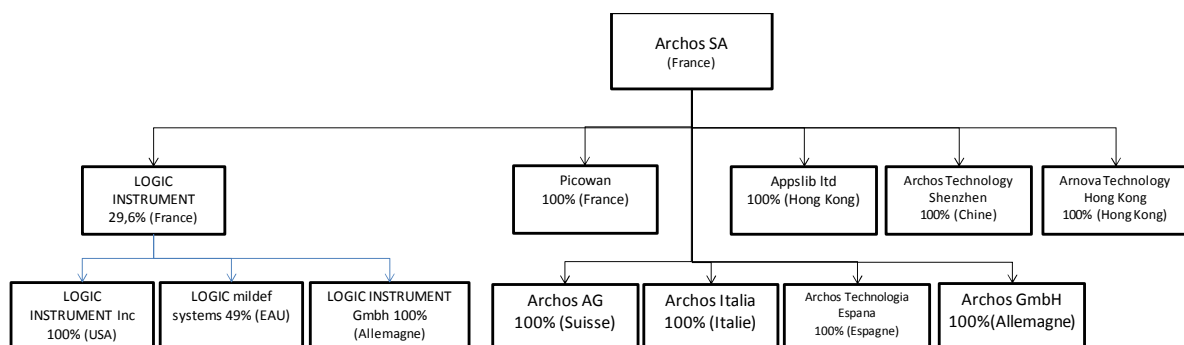 Archos SA
(France)
LOGIC
INSTRUMENT
29,6% (France)
Picowan
100% (France)
Appslib ltd
100% (Hong Kong)
Archos Technology
Shenzhen
100% (Chine)
Arnova Technology
Hong Kong
100% (Hong Kong)
LOGIC
INSTRUMENT Inc
100% (USA)
LOGIC mildef
systems 49% (EAU)
LOGIC INSTRUMENT
Gmbh 100%
(Allemagne)
Archos AG
100% (Suisse)
Archos Italia
100% (Italie)
Archos Technologia
Espana
100% (Espagne)
Archos GmbH
100%(Allemagne)